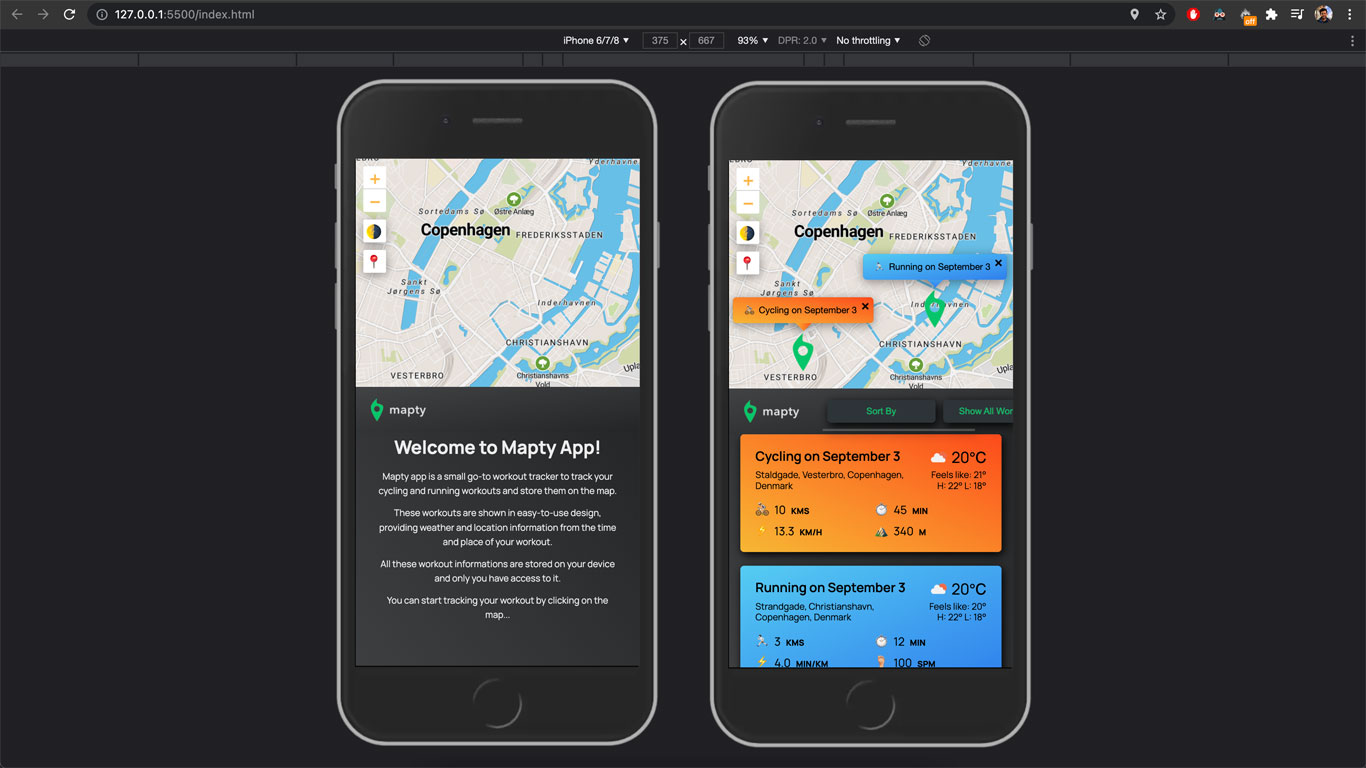 127.0.0.1:5500/index.html
off
iPhone 6/7/8 ▼ 375 × 667 93% ▼ DPR: 2.0 ▼ No throttling ▼
Yderhavne
Sortedams Sø
Østre Anlæg
Copenhagen
FREDERIKSSTADEN
Sankt
Jørgens Sø
Inderhavnen
CHRISTIANSHAVN
VESTERBRO
Christianshavns
Vold
Upla
mapty
Welcome to Mapty App!
Mapty app is a small go-to workout tracker to track your
cycling and running workouts and store them on the map.
These workouts are shown in easy-to-use design,
providing weather and location information from the time
and place of your workout.
All these workout informations are stored on your device
and only you have access to it.
You can start tracking your workout by clicking on the
map...
Yderhavne
Sortedams Sø
Østre Anlæg
Copenhagen
FREDERIKSSTADEN
Running on September 3
Sankt
Jørgens Sø
Cycling on September 3
CHRISTIANSHAVN
VESTERBRO
Christianshavns
Vold
Upla
mapty
Sort By
Show All Wor
Cycling on September 3 20°C
Staldgade, Vesterbro, Copenhagen, Feels like: 21°
Denmark H: 22° L: 18°
10 KMS 45 MIN
13.3 KM/H 340 M
Running on September 3 20°C
Strandgade, Christianshavn, Feels like: 20°
Copenhagen, Denmark H: 22° L: 18°
3 KMS 12 MIN
4.0 MIN/KM 100 SPM